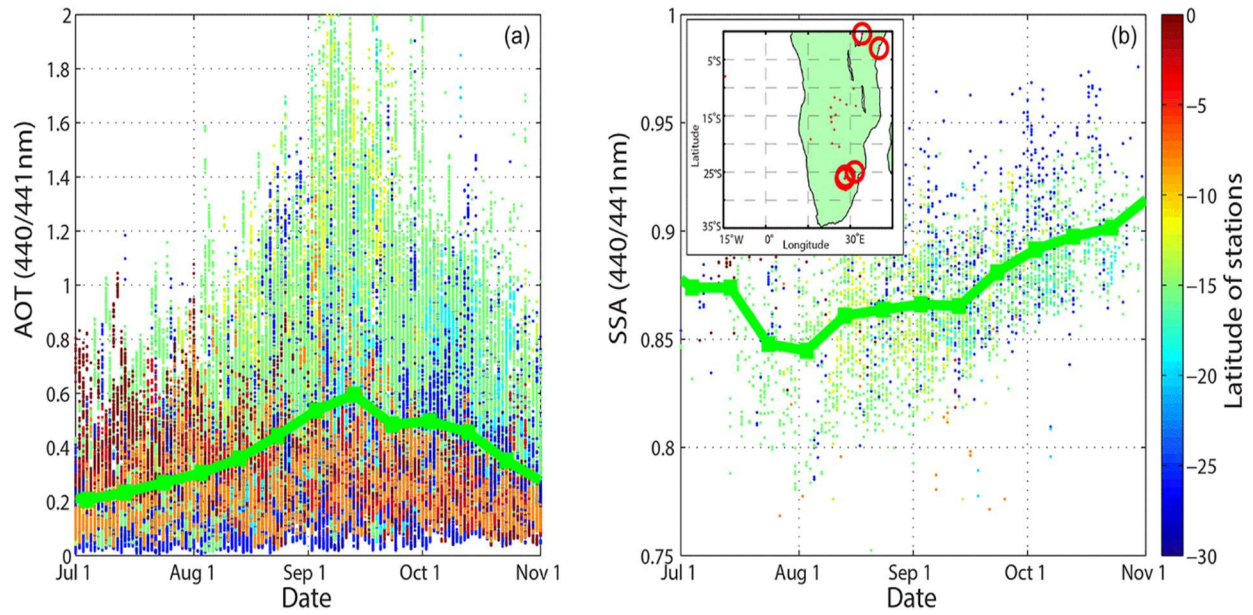 (a)
AOT (440/441nm)
2
1.8
1.6
1.4
1.2
1
0.8
0.6
0.4
0.2
0
Jul 1 Aug 1 Sep 1 Oct 1 Nov 1
Date
(b)
SSA (440/441nm)
1
0.95
0.9
0.85
0.8
0.75
Jul 1 Aug 1 Sep 1 Oct 1 Nov 1
Date
Latitude
5°S
15°S
25°S
35°S
15°W 0° 30°E
Longitude
0
-5
-10
-15
-20
-25
-30
Latitude of stations